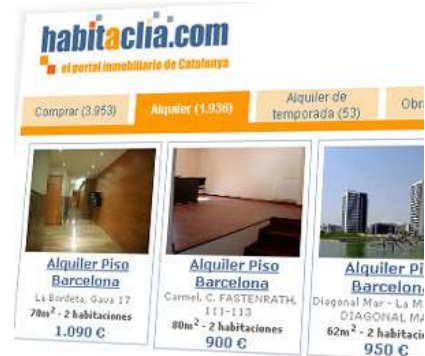 habitaclia.com
el portal inmobiliario de Catalunya
Comprar (3.953)
Alquiler (1.936)
Alquiler de
temporada (53)
Obra
Alquiler Piso
Barcelona
La Bordeta, Gava 17
70m² - 2 habitaciones
1.090 €
Alquiler Piso
Barcelona
Carmel, C. FASTENRATH,
111-113
80m² - 2 habitaciones
900 €
Alquiler Pi
Barcelona
Diagonal Mar - La M
DIAGONAL MA
62m² - 2 habitacio
950 €